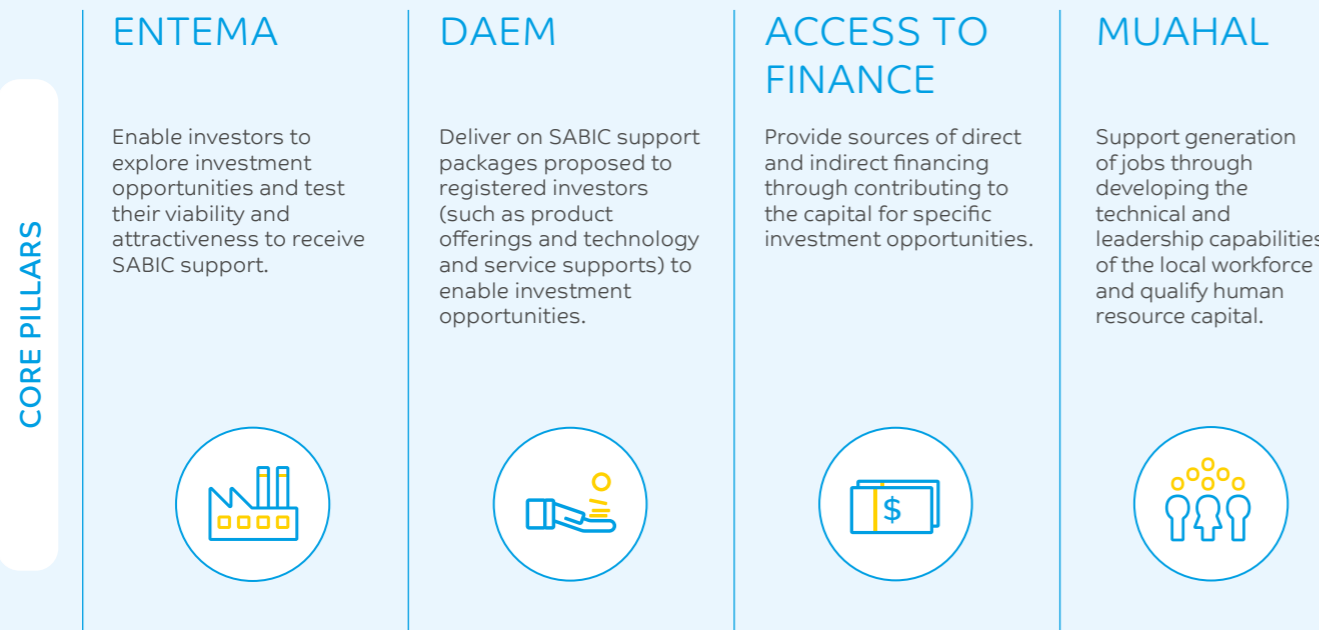 CORE PILLARS
ENTEMA
Enable investors to
explore investment
opportunities and test
their viability and
attractiveness to receive
SABIC support.
DAEM
Deliver on SABIC support
packages proposed to
registered investors
(such as product
offerings and technology
and service supports) to
enable investment
opportunities.
ACCESS TO
FINANCE
Provide sources of direct
and indirect financing
through contributing to
the capital for specific
investment opportunities.
$
MUAHAL
Support generation
of jobs through
developing the
technical and
leadership capabilities
of the local workforce
and qualify human
resource capital.